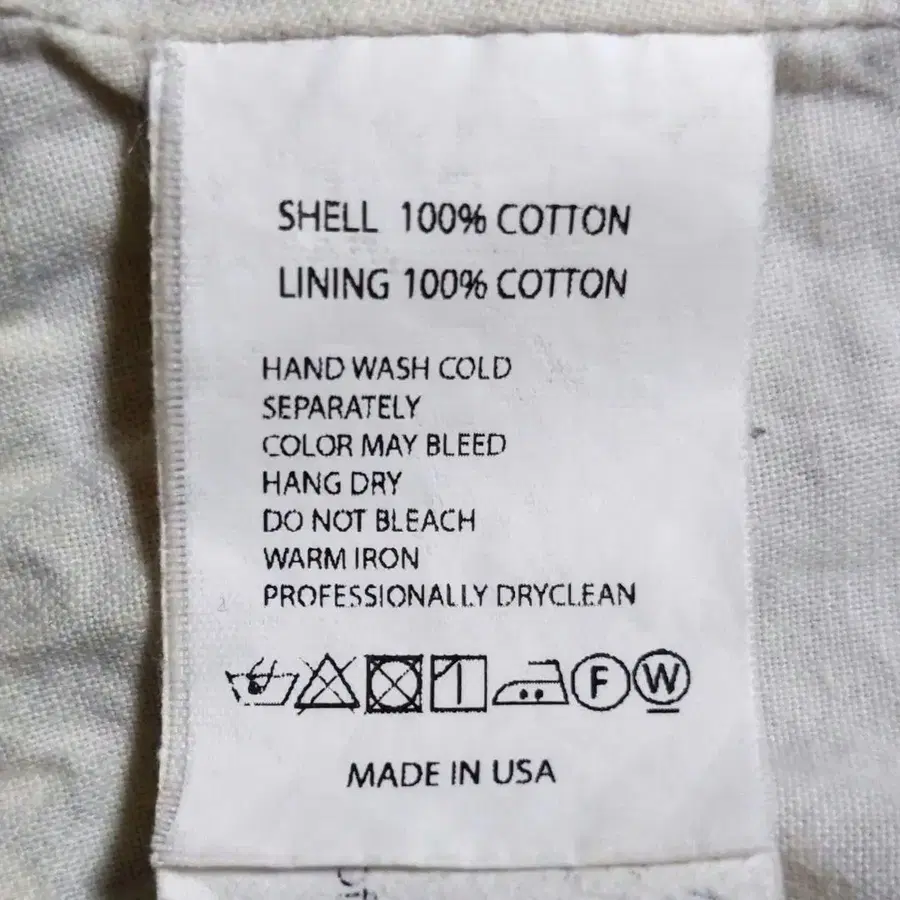 SHELL 100% COTTON
LINING 100% COTTON
HAND WASH COLD
SEPARATELY
COLOR MAY BLEED
HANG DRY
DO NOT BLEACH
WARM IRON
PROFESSIONALLY DRYCLEAN
F W
MADE IN USA